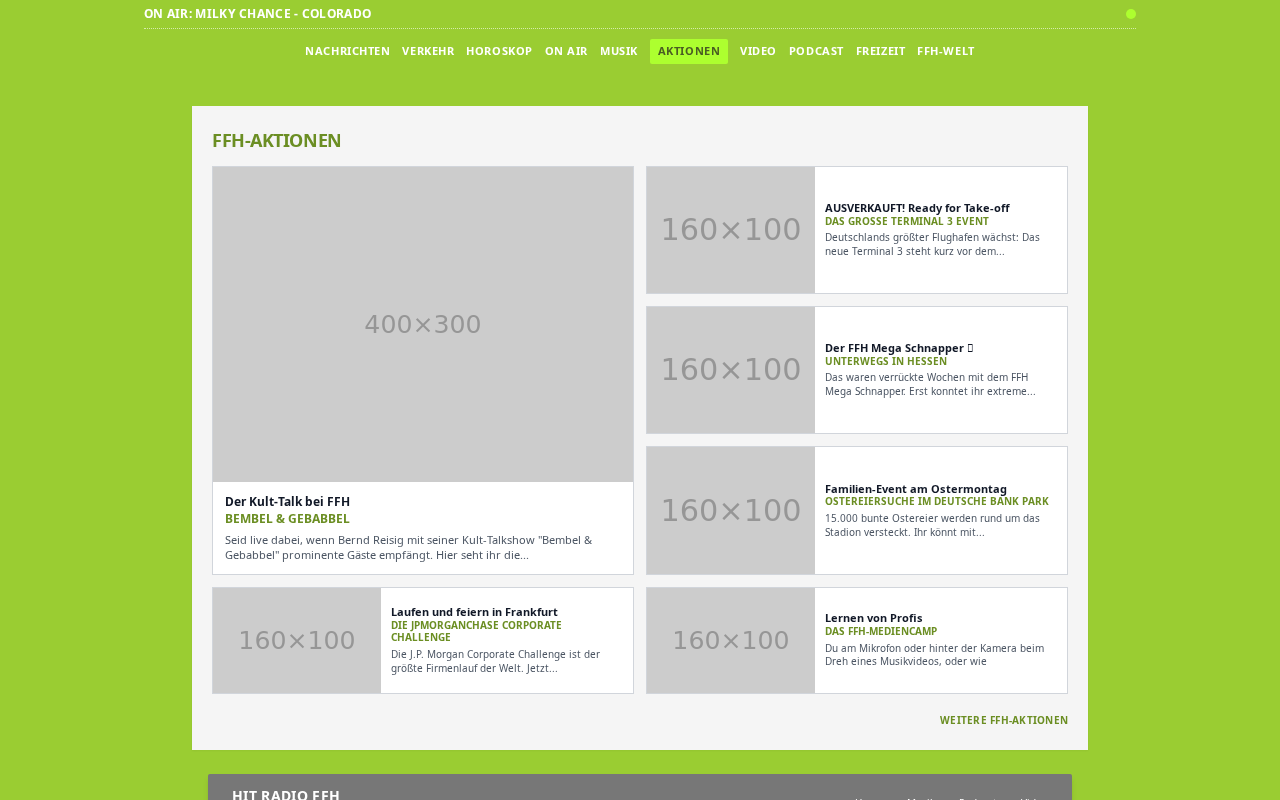 ON AIR: MILKY CHANCE - COLORADO
NACHRICHTEN VERKEHR HOROSKOP ON AIR MUSIK AKTIONEN VIDEO PODCAST FREIZEIT FFH-WELT
FFH-AKTIONEN
400×300
Der Kult-Talk bei FFH
BEMBEL & GEBABBEL
Seid live dabei, wenn Bernd Reisig mit seiner Kult-Talkshow "Bembel &
Gebabbel" prominente Gäste empfängt. Hier seht ihr die...
160×100
AUSVERKAUFT! Ready for Take-off
DAS GROSSE TERMINAL 3 EVENT
Deutschlands größter Flughafen wächst: Das
neue Terminal 3 steht kurz vor dem...
160×100
Der FFH Mega Schnapper
UNTERWEGS IN HESSEN
Das waren verrückte Wochen mit dem FFH
Mega Schnapper. Erst konntet ihr extreme...
160×100
Familien-Event am Ostermontag
OSTEREIERSUCHE IM DEUTSCHE BANK PARK
15.000 bunte Ostereier werden rund um das
Stadion versteckt. Ihr könnt mit...
160×100
Laufen und feiern in Frankfurt
DIE JPMORGANCHASE CORPORATE
CHALLENGE
Die J.P. Morgan Corporate Challenge ist der
größte Firmenlauf der Welt. Jetzt...
160×100
Lernen von Profis
DAS FFH-MEDIENCAMP
Du am Mikrofon oder hinter der Kamera beim
Dreh eines Musikvideos, oder wie
WEITERE FFH-AKTIONEN
HIT RADIO FFH